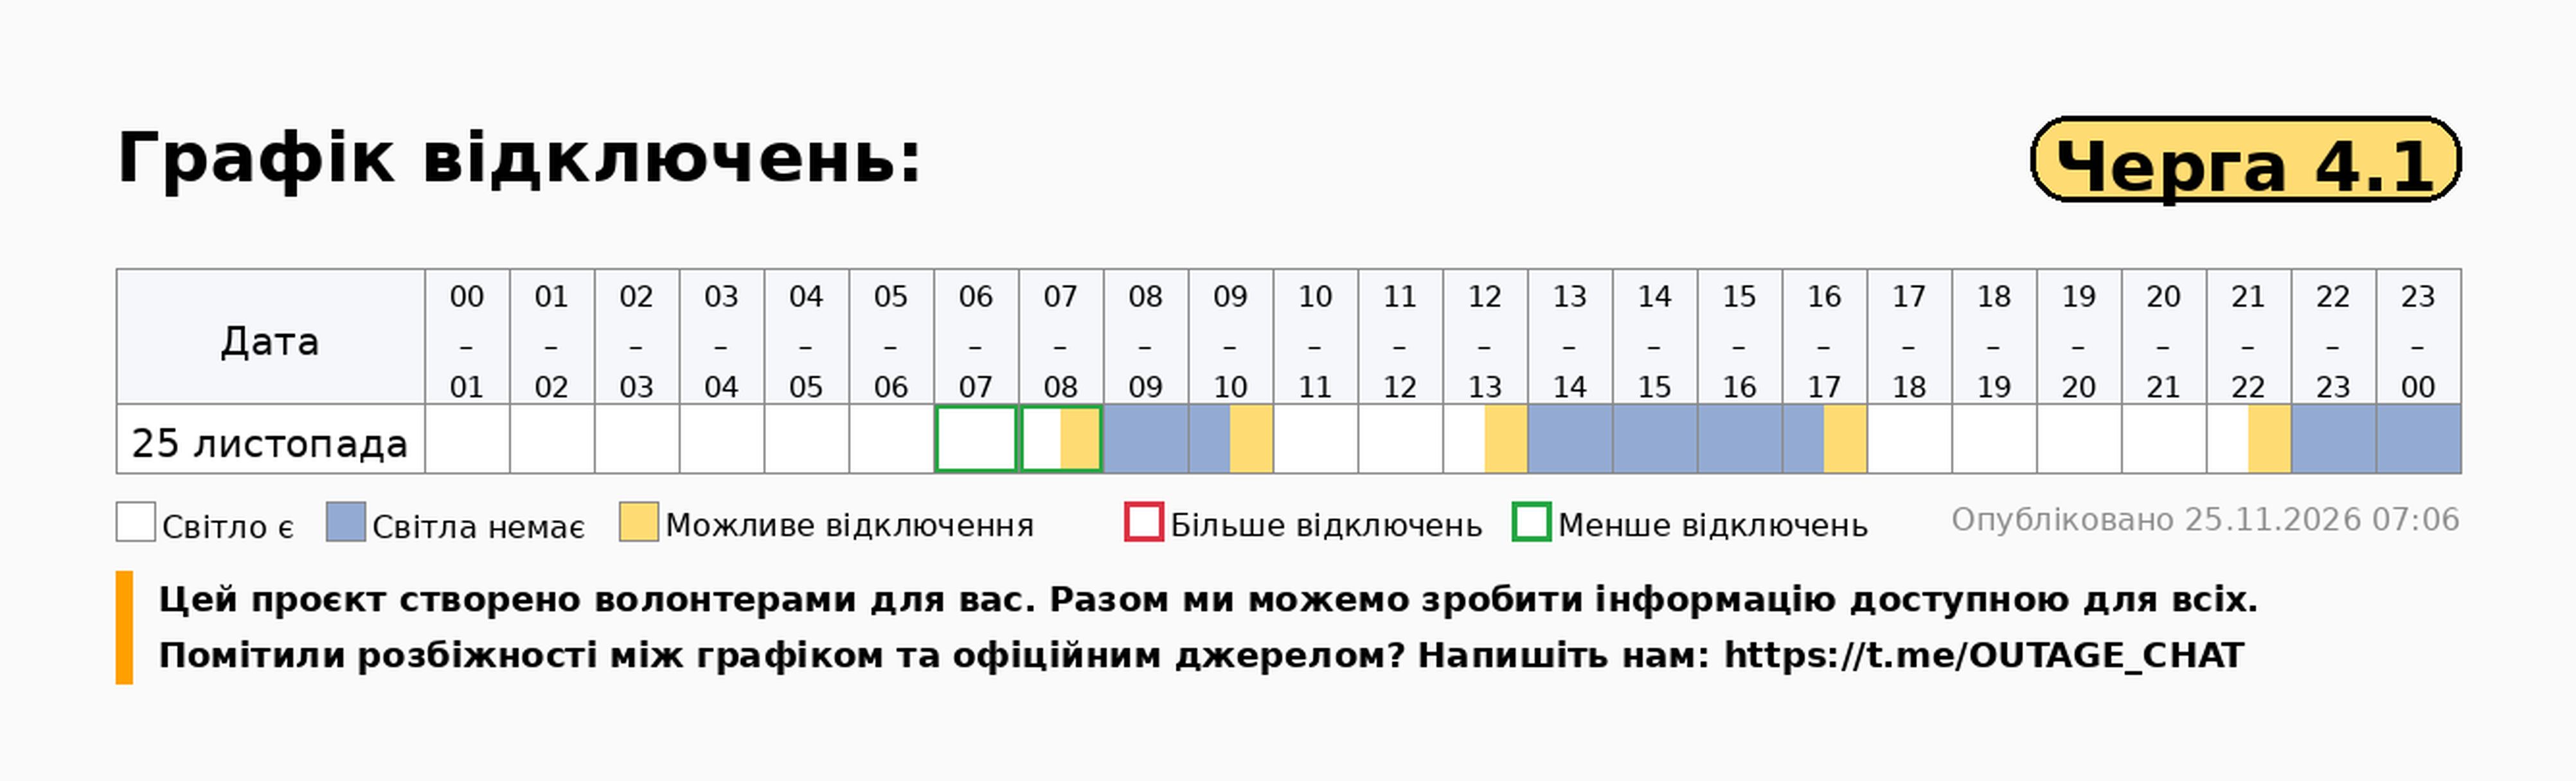 Графік відключень:
Черга 4.1
Дата
00 – 01
01 – 02
02 – 03
03 – 04
04 – 05
05 – 06
06 – 07
07 – 08
08 – 09
09 – 10
10 – 11
11 – 12
12 – 13
13 – 14
14 – 15
15 – 16
16 – 17
17 – 18
18 – 19
19 – 20
20 – 21
21 – 22
22 – 23
23 – 00
25 листопада
Світло є
Світла немає
Можливе відключення
Більше відключень
Менше відключень
Опубліковано 25.11.2026 07:06
Цей проєкт створено волонтерами для вас. Разом ми можемо зробити інформацію доступною для всіх.
Помітили розбіжності між графіком та офіційним джерелом? Напишіть нам: https://t.me/OUTAGE_CHAT